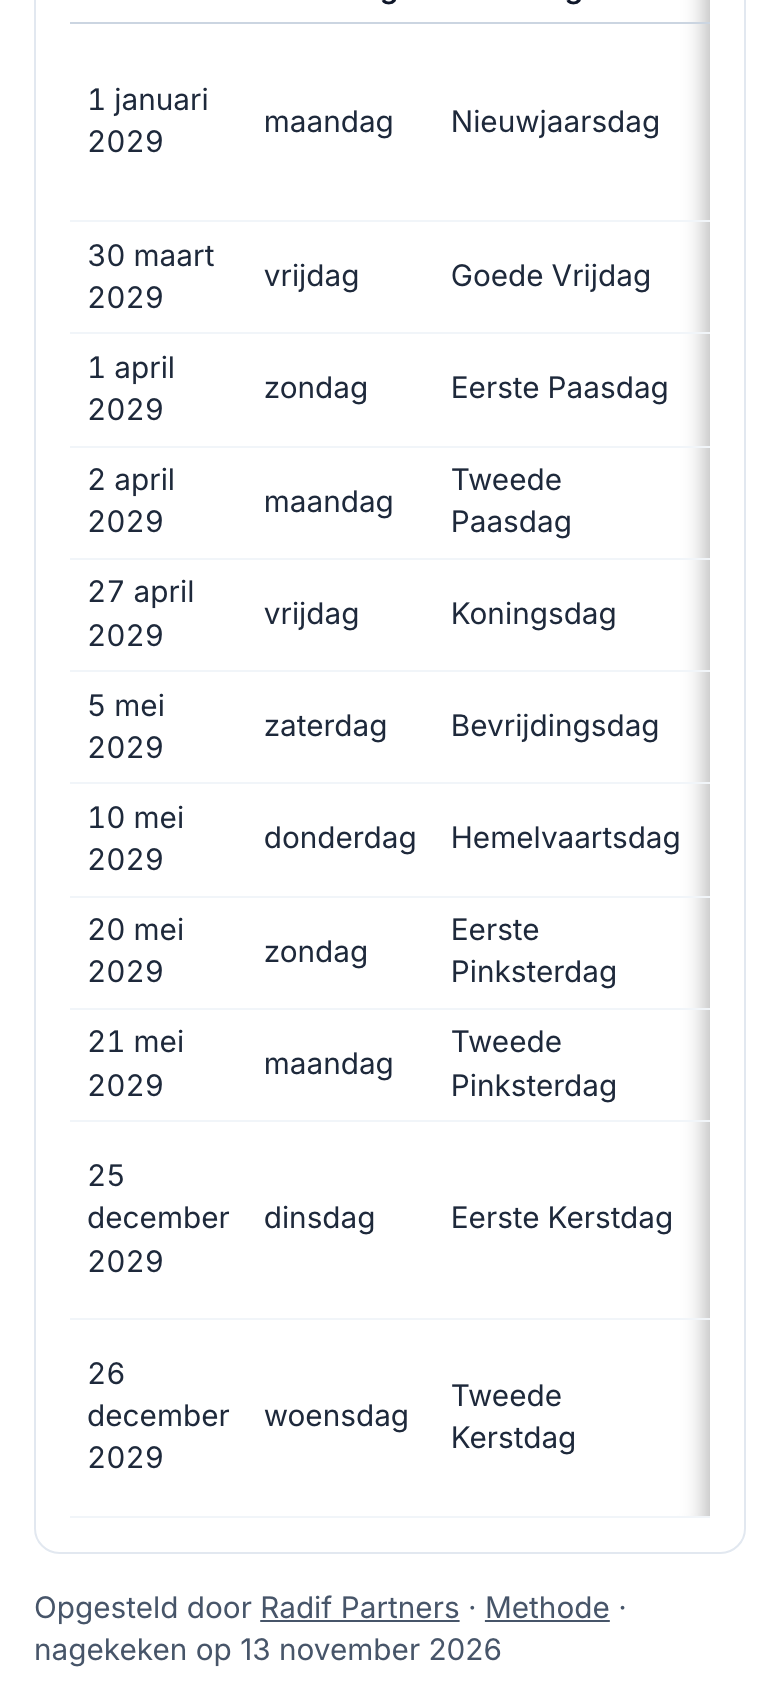 1 januari
2029
maandag
Nieuwjaarsdag
30 maart
2029
vrijdag
Goede Vrijdag
1 april
2029
zondag
Eerste Paasdag
2 april
2029
maandag
Tweede
Paasdag
27 april
2029
vrijdag
Koningsdag
5 mei
2029
zaterdag
Bevrijdingsdag
10 mei
2029
donderdag
Hemelvaartsdag
20 mei
2029
zondag
Eerste
Pinksterdag
21 mei
2029
maandag
Tweede
Pinksterdag
25
december
2029
dinsdag
Eerste Kerstdag
26
december
2029
woensdag
Tweede
Kerstdag
Opgesteld door Radif Partners · Methode ·
nagekeken op 13 november 2026